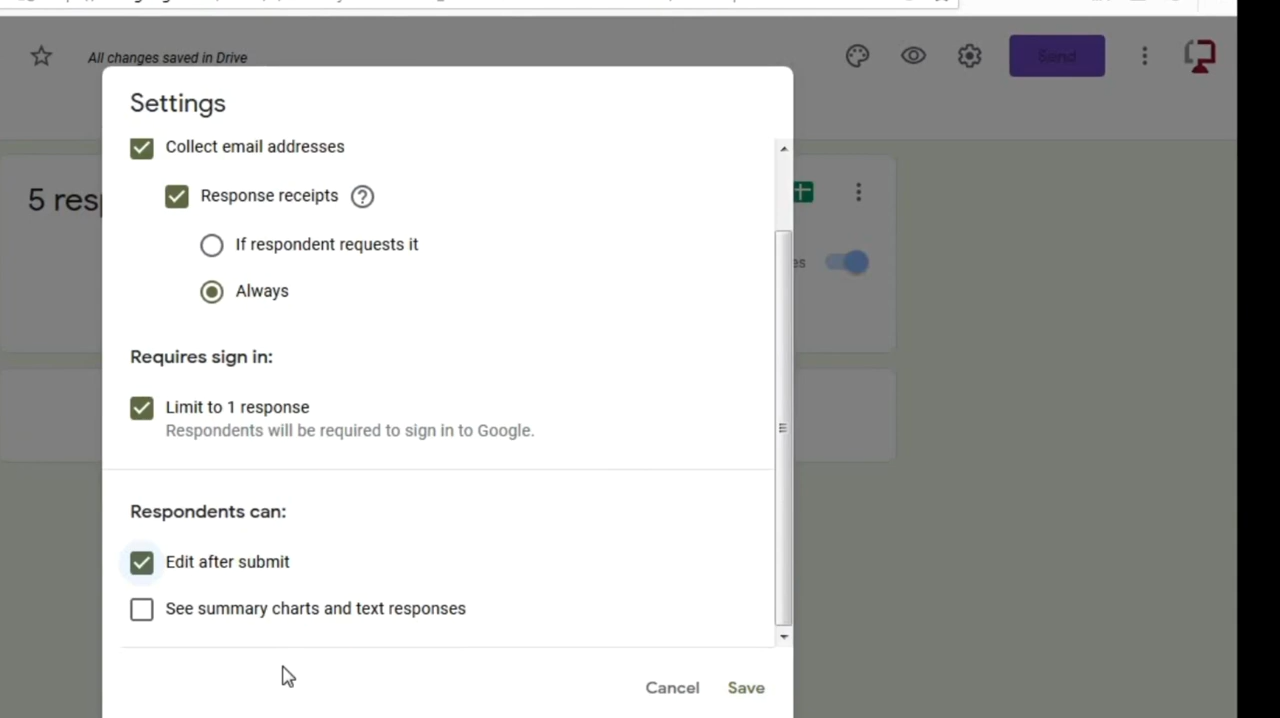 All changes saved in Drive
Send
Settings
Collect email addresses
5 resp
Response receipts ?
If respondent requests it
es
Always
Requires sign in:
Limit to 1 response
Respondents will be required to sign in to Google.
Respondents can:
Edit after submit
See summary charts and text responses
Cancel Save